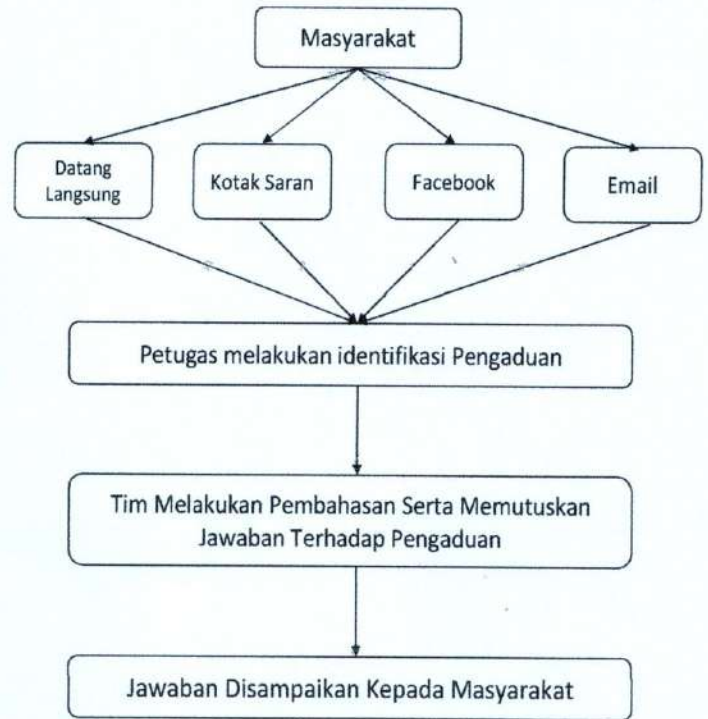 Masyarakat
Datang
Langsung
Kotak Saran
Facebook
Email
Petugas melakukan identifikasi Pengaduan
Tim Melakukan Pembahasan Serta Memutuskan
Jawaban Terhadap Pengaduan
Jawaban Disampaikan Kepada Masyarakat